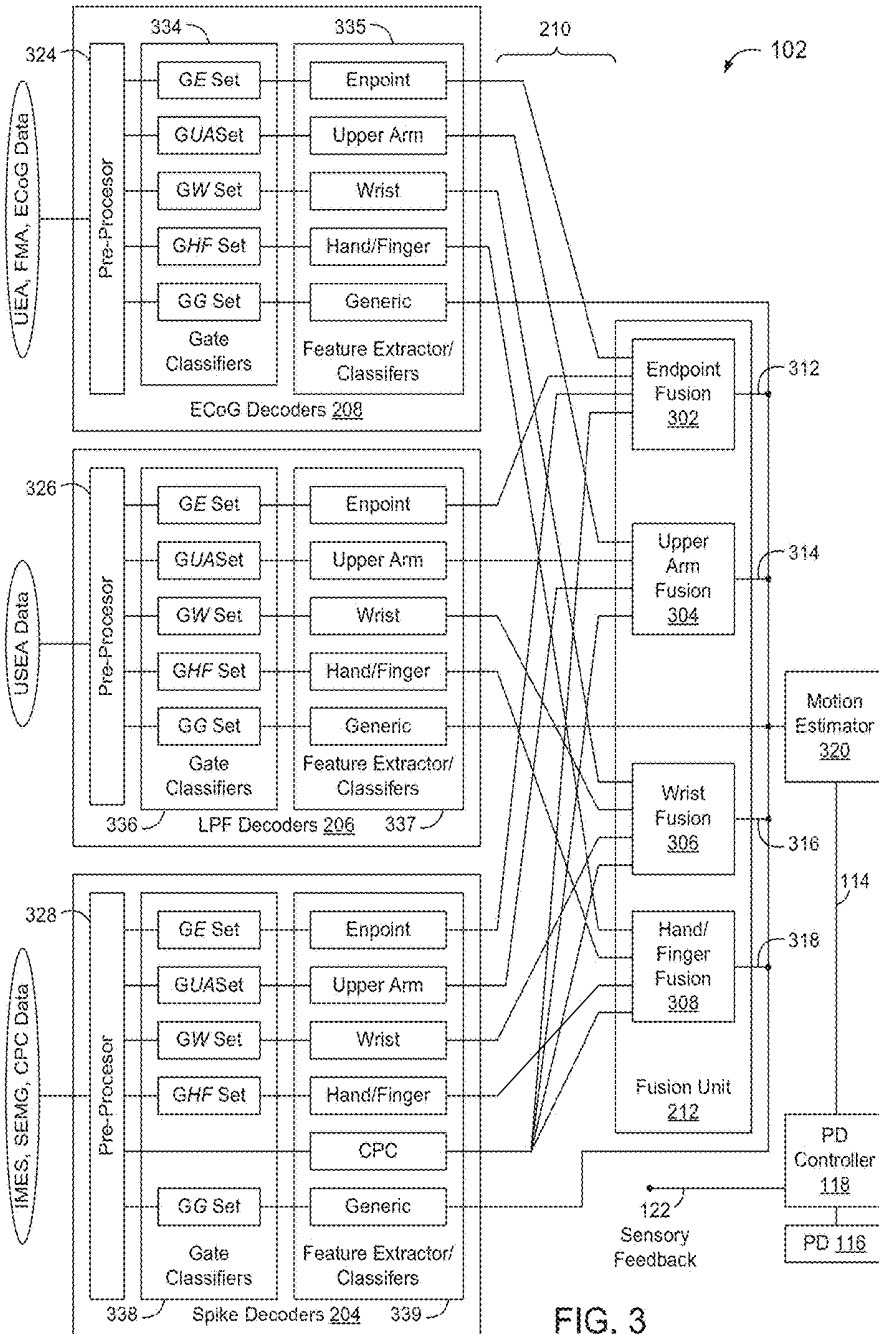 334
335
210
324
102
UEA, FMA, ECoG Data
Pre-Procesor
GE Set
Enpoint
GUASet
Upper Arm
GW Set
Wrist
GHF Set
Hand/Finger
GG Set
Generic
Gate
Classifiers
Feature Extractor/
Classifers
ECoG Decoders 208
326
USEA Data
Pre-Procesor
GE Set
Enpoint
GUASet
Upper Arm
GW Set
Wrist
GHF Set
Hand/Finger
GG Set
Generic
Gate
Classifiers
Feature Extractor/
Classifers
336
LPF Decoders 206
337
328
IMES, SEMG, CPC Data
Pre-Procesor
GE Set
Enpoint
GUASet
Upper Arm
GW Set
Wrist
GHF Set
Hand/Finger
CPC
GG Set
Generic
Gate
Classifiers
Feature Extractor/
Classifers
338
Spike Decoders 204
339
Endpoint
Fusion
302
312
Upper
Arm
Fusion
304
314
Wrist
Fusion
306
316
Hand/
Finger
Fusion
308
318
Fusion Unit
212
Motion
Estimator
320
114
PD
Controller
118
122
Sensory
Feedback
PD 116
FIG. 3